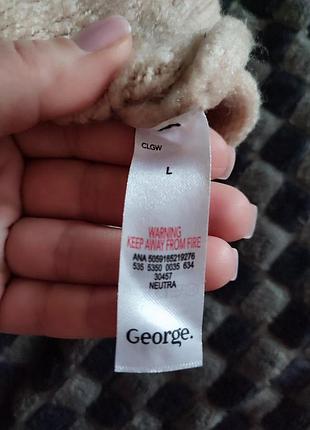 CLGW
L
WARNING
KEEP AWAY FROM FIRE
ANA 5059165219276
535 5350 0035 634
30457
NEUTRA
George.